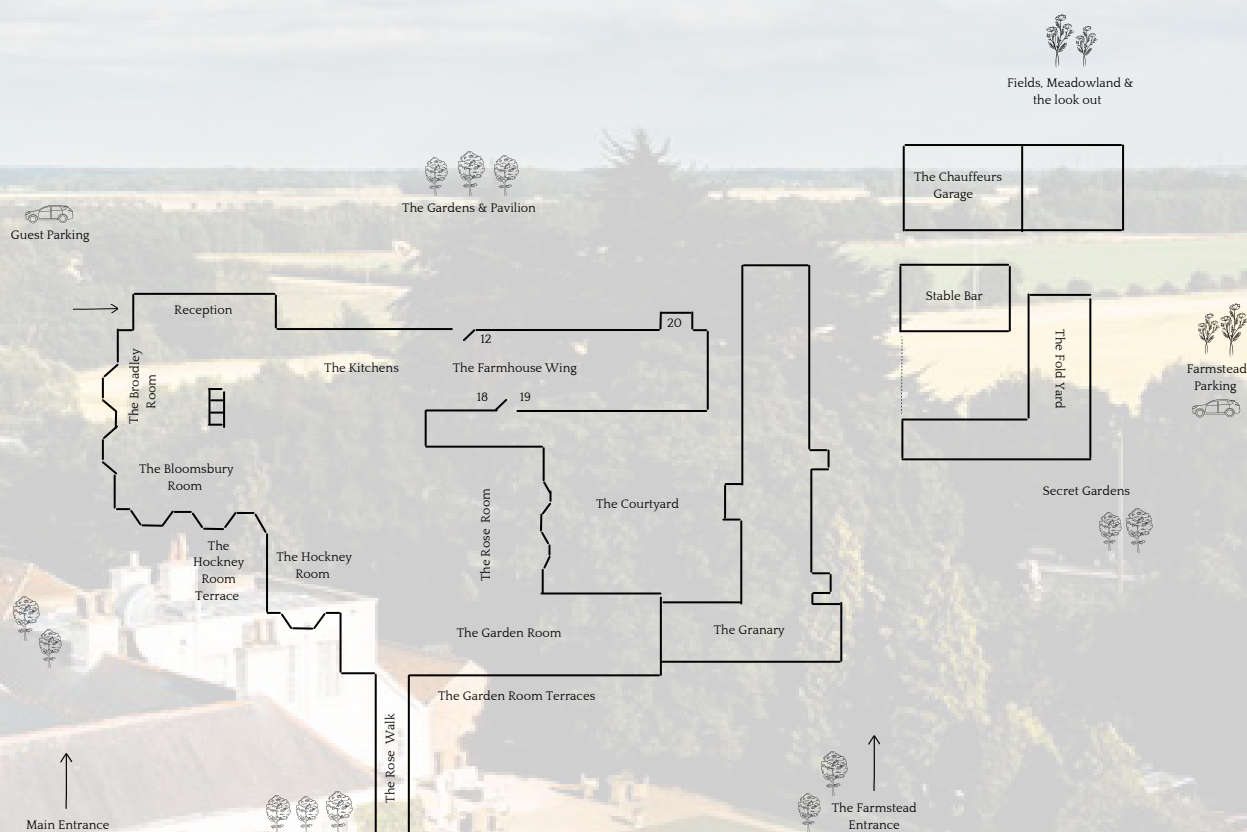 Fields, Meadowland &
the look out
The Chauffeurs
Garage
The Gardens & Pavilion
Guest Parking
Reception
Stable Bar
20
12
The Kitchens
The Farmhouse Wing
The Broadley
Room
The Fold Yard
Farmstead
Parking
18
19
The Bloomsbury
Room
The Rose Room
The Courtyard
Secret Gardens
The
Hockney
Room
Terrace
The Hockney
Room
The Garden Room
The Granary
The Garden Room Terraces
The Rose Walk
Main Entrance
The Farmstead
Entrance